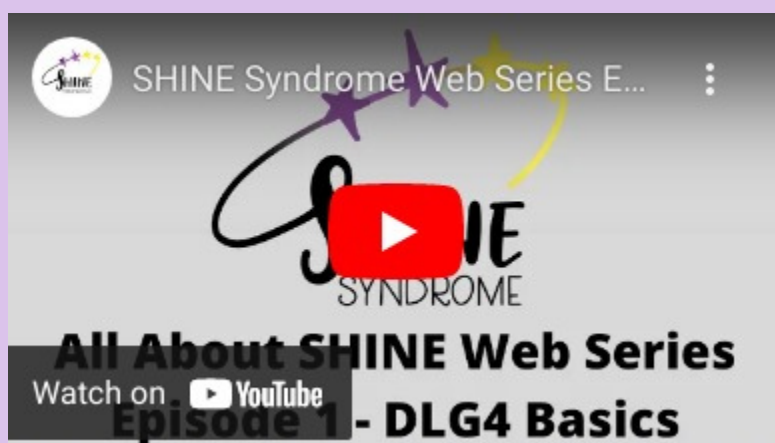 SHINE
SHINE Syndrome Web Series E...
SYNDROME
All About SHINE Web Series
Watch on YouTube
Episode 1 - DLG4 Basics